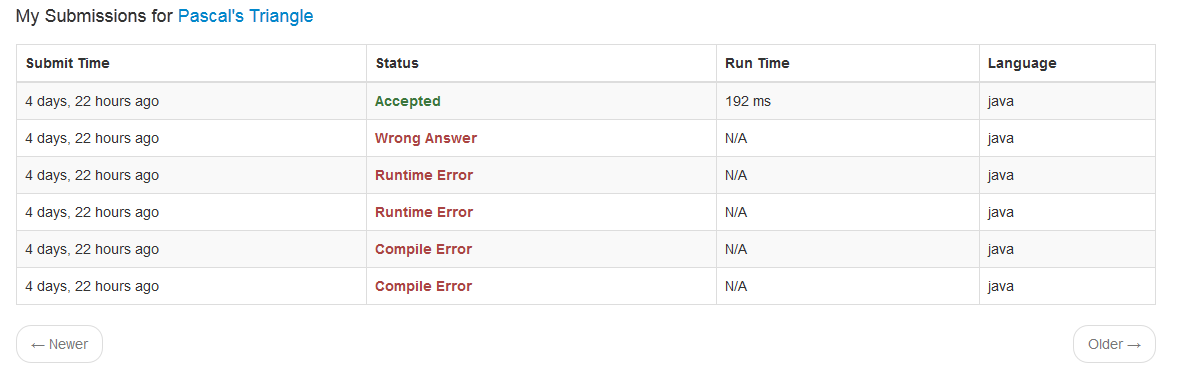 My Submissions for Pascal's Triangle
Submit Time Status Run Time Language
4 days, 22 hours ago Accepted 192 ms java
4 days, 22 hours ago Wrong Answer N/A java
4 days, 22 hours ago Runtime Error N/A java
4 days, 22 hours ago Runtime Error N/A java
4 days, 22 hours ago Compile Error N/A java
4 days, 22 hours ago Compile Error N/A java
← Newer Older →